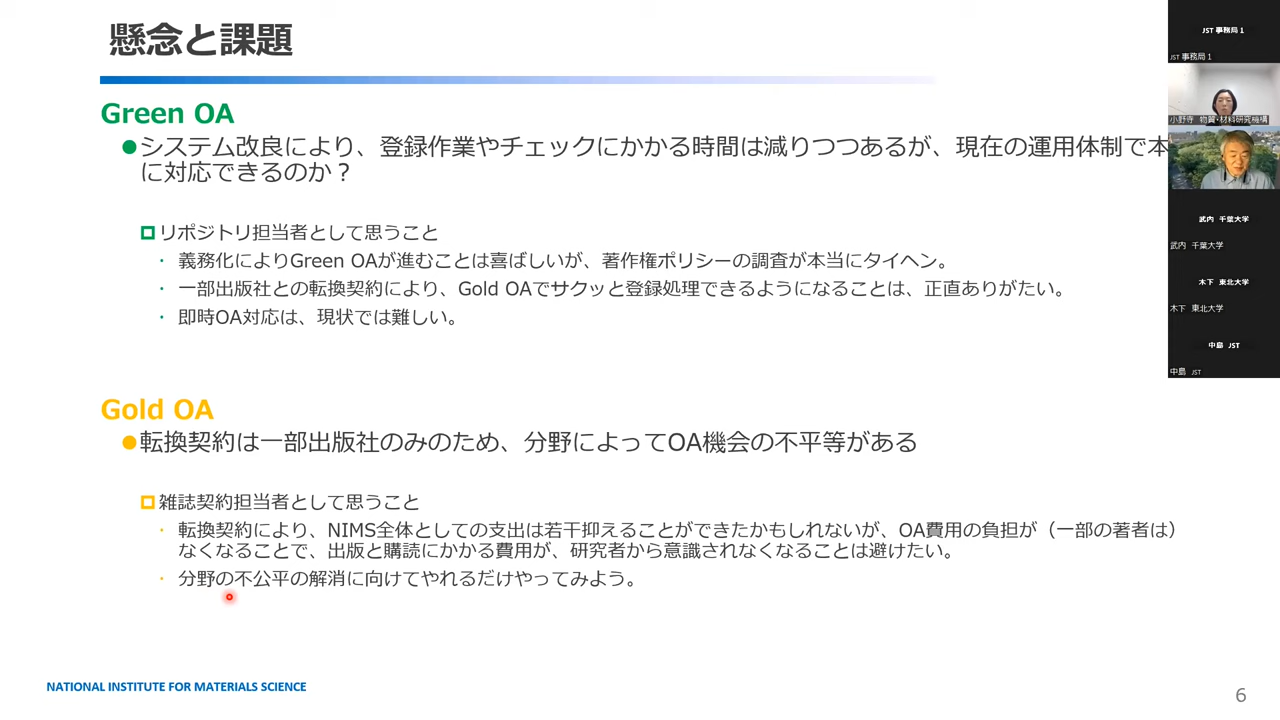 懸念と課題
Green OA
●システム改良により、登録作業やチェックにかかる時間は減りつつあるが、現在の運用体制で本
に対応できるのか？
リポジトリ担当者として思うこと
・ 義務化によりGreen OAが進むことは喜ばしいが、著作権ポリシーの調査が本当にタイヘン。
・ 一部出版社との転換契約により、Gold OAでサクッと登録処理できるようになることは、正直ありがたい。
・ 即時OA対応は、現状では難しい。
Gold OA
●転換契約は一部出版社のみのため、分野によってOA機会の不平等がある
雑誌契約担当者として思うこと
・ 転換契約により、NIMS全体としての支出は若干抑えることができたかもしれないが、OA費用の負担が（一部の著者は）
なくなることで、出版と購読にかかる費用が、研究者から意識されなくなることは避けたい。
・ 分野の不公平の解消に向けてやれるだけやってみよう。
NATIONAL INSTITUTE FOR MATERIALS SCIENCE
6
JST 事務局 1
JST 事務局 1
小野寺 物質・材料研究機構
武内 千葉大学
武内 千葉大学
木下 東北大学
木下 東北大学
中島 JST
中島 JST